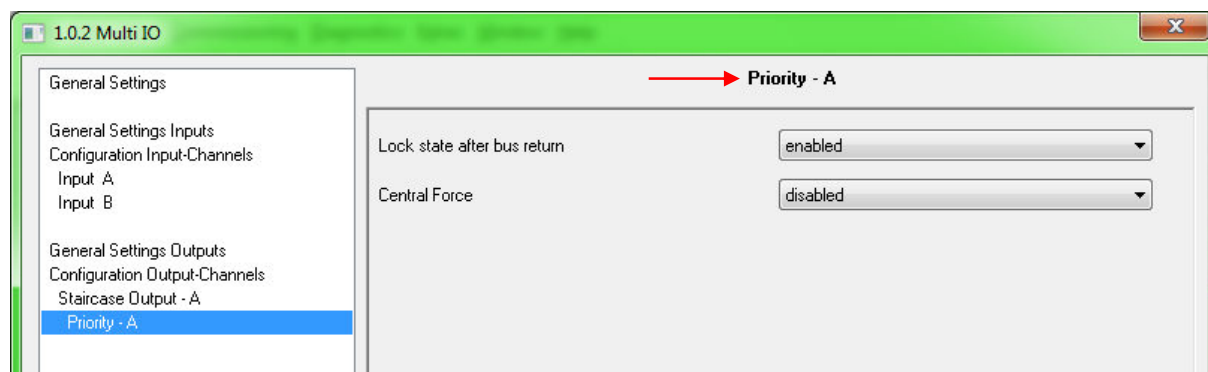 1.0.2 Multi IO
General Settings
General Settings Inputs
Configuration Input-Channels
Input A
Input B
General Settings Outputs
Configuration Output-Channels
Staircase Output - A
Priority - A
Priority - A
Lock state after bus return
enabled
Central Force
disabled